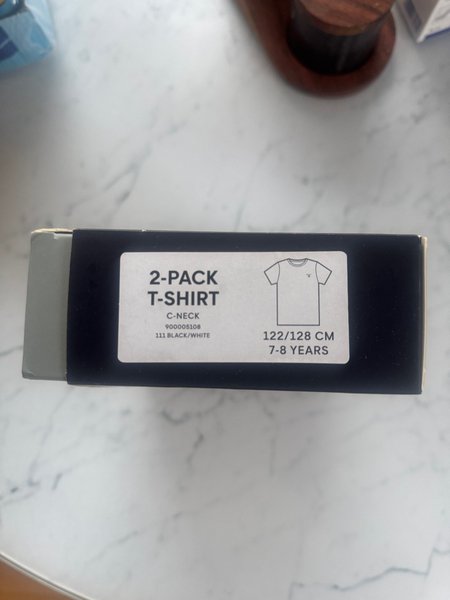 2-PACK
T-SHIRT
C-NECK
900005108
111 BLACK/WHITE
122/128 CM
7-8 YEARS